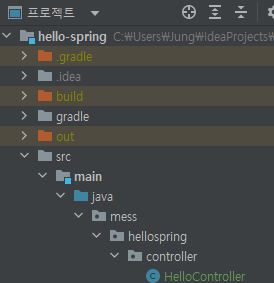 프로젝트
hello-spring C:₩Users₩Jung₩IdeaProjects₩
.gradle
.idea
build
gradle
out
src
main
java
mess
hellospring
controller
HelloController